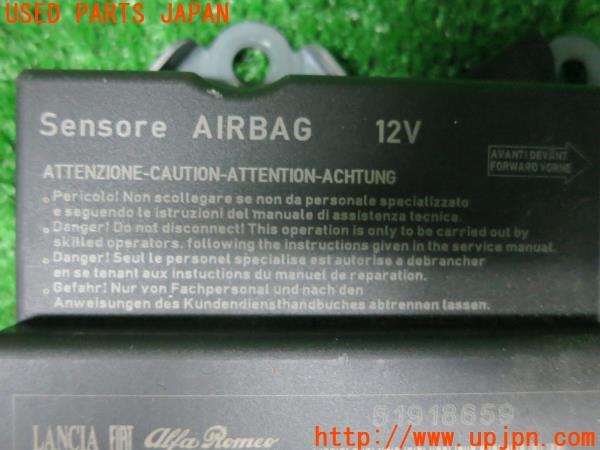 USED PARTS JAPAN
Sensore AIRBAG 12V
AVANTI DEVANT
FORWARD VORNE
ATTENZIONE-CAUTION-ATTENTION-ACHTUNG
Pericolo! Non scollegare se non da personale specializzato
e seguendo le istruzioni del manuale di assistenza tecnica.
Danger! Do not disconnect! This operation is only to be carried out by
skilled operators, following the instructions given in the service manual.
Danger! Seul le personel specialise est autorise a debrancher
en se tenant aux instuctions du manuel de reparation.
Gefahr! Nur von Fachpersonal und nach den
Anweisungen des Kundendiensthandbuches abtrennen lassen.
51918659
LANCIA FIAT Alfa Romeo
http://www.upjpn.com